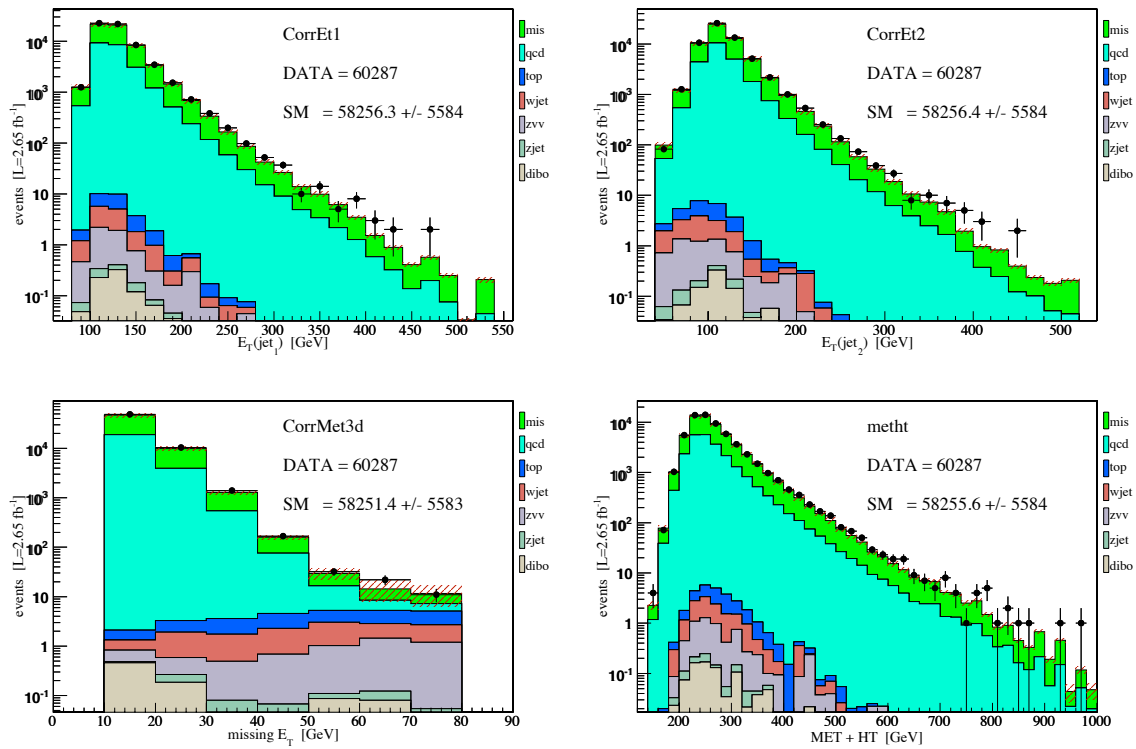 CorrEt1
DATA = 60287
SM = 58256.3 +/- 5584
events [L=2.65 fb⁻¹]
10⁴
10³
10²
10
1
10⁻¹
100 150 200 250 300 350 400 450 500 550
E_T(jet_1) [GeV]
mis
qcd
top
wjet
zvv
zjet
dibo
CorrEt2
DATA = 60287
SM = 58256.4 +/- 5584
events [L=2.65 fb⁻¹]
10⁴
10³
10²
10
1
10⁻¹
100 200 300 400 500
E_T(jet_2) [GeV]
mis
qcd
top
wjet
zvv
zjet
dibo
CorrMet3d
DATA = 60287
SM = 58251.4 +/- 5583
events [L=2.65 fb⁻¹]
10⁴
10³
10²
10
1
10⁻¹
0 10 20 30 40 50 60 70 80 90
missing E_T [GeV]
mis
qcd
top
wjet
zvv
zjet
dibo
metht
DATA = 60287
SM = 58255.6 +/- 5584
events [L=2.65 fb⁻¹]
10⁴
10³
10²
10
1
10⁻¹
200 300 400 500 600 700 800 900 1000
MET + HT [GeV]
mis
qcd
top
wjet
zvv
zjet
dibo